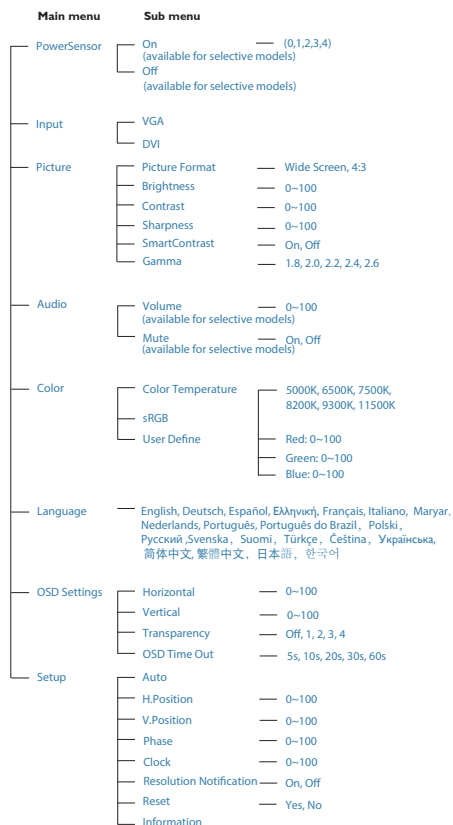 Main menu Sub menu
PowerSensor On (0,1,2,3,4)
(available for selective models)
Off
(available for selective models)
Input VGA
DVI
Picture Picture Format Wide Screen, 4:3
Brightness 0~100
Contrast 0~100
Sharpness 0~100
SmartContrast On, Off
Gamma 1.8, 2.0, 2.2, 2.4, 2.6
Audio Volume 0~100
(available for selective models)
Mute On, Off
(available for selective models)
Color Color Temperature 5000K, 6500K, 7500K,
8200K, 9300K, 11500K
sRGB
User Define Red: 0~100
Green: 0~100
Blue: 0~100
Language English, Deutsch, Español, Ελληνική, Français, Italiano, Maryar,
Nederlands, Português, Português do Brazil, Polski,
Русский ,Svenska, Suomi, Türkçe, Čeština, Українська,
简体中文, 繁體中文, 日本語, 한국어
OSD Settings Horizontal 0~100
Vertical 0~100
Transparency Off, 1, 2, 3, 4
OSD Time Out 5s, 10s, 20s, 30s, 60s
Setup Auto
H.Position 0~100
V.Position 0~100
Phase 0~100
Clock 0~100
Resolution Notification On, Off
Reset Yes, No
Information